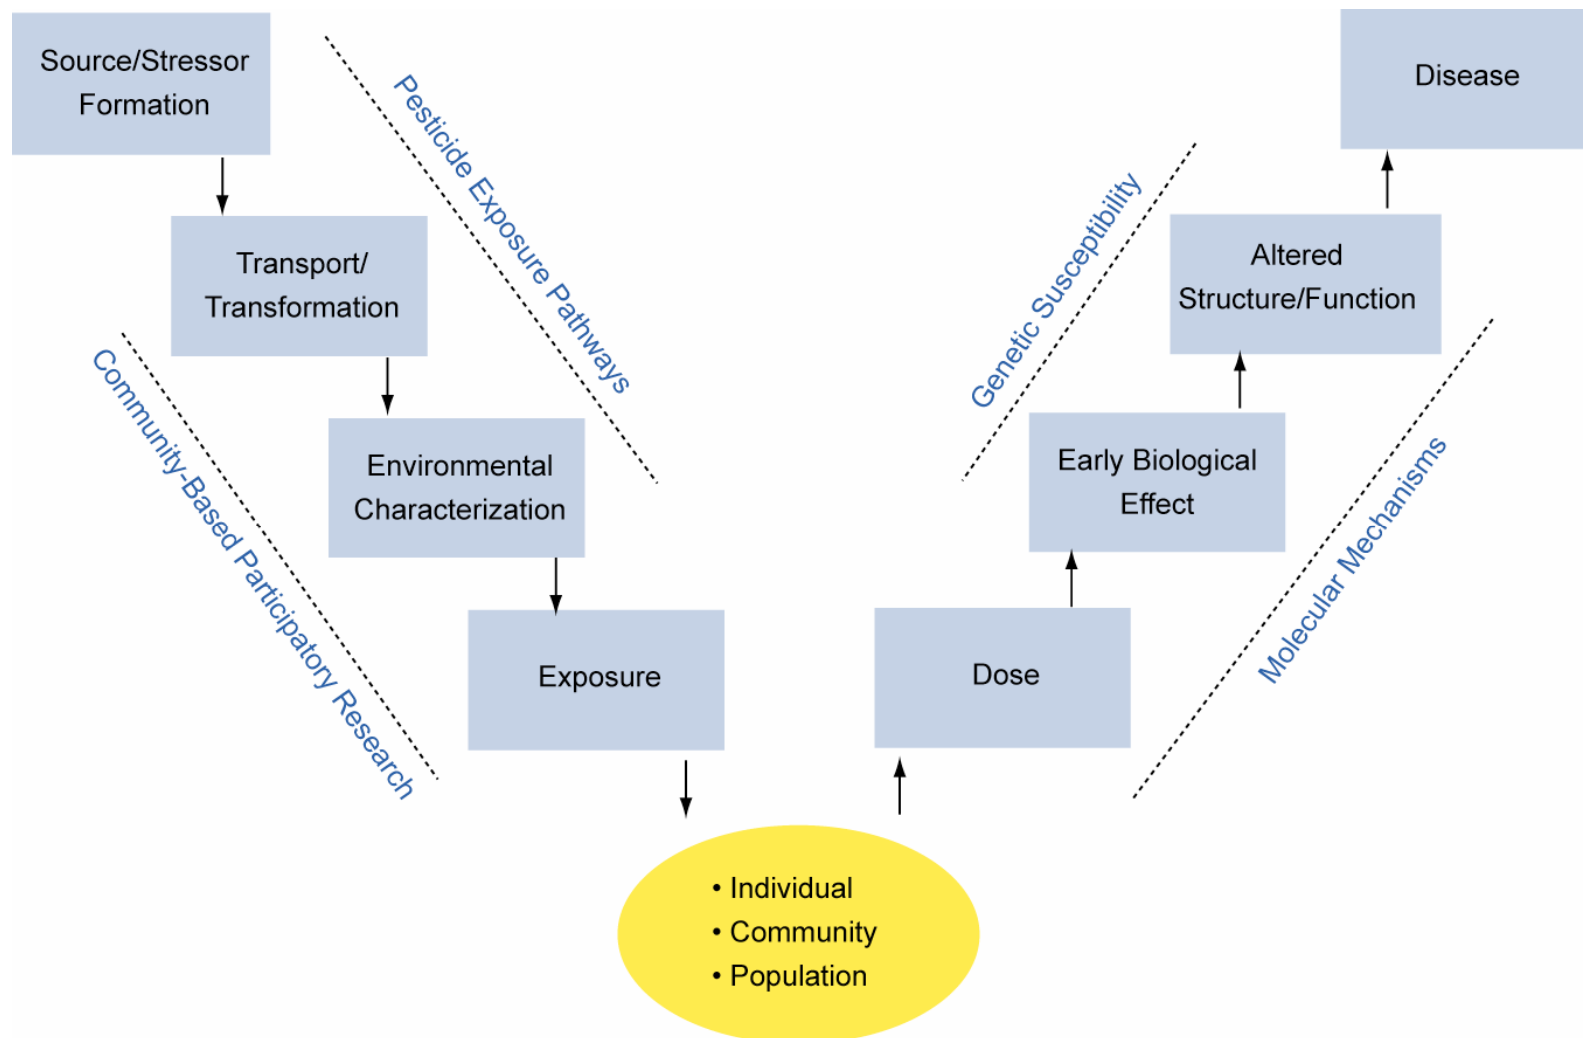 Source/Stressor
Formation
Transport/
Transformation
Environmental
Characterization
Exposure
Pesticide Exposure Pathways
Community-Based Participatory Research
• Individual
• Community
• Population
Dose
Early Biological
Effect
Altered
Structure/Function
Disease
Genetic Susceptibility
Molecular Mechanisms